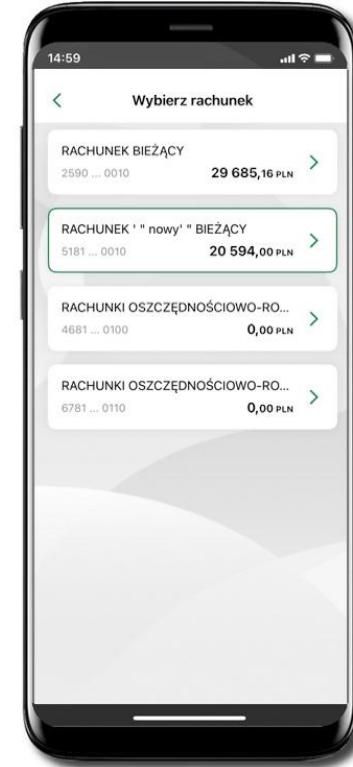 14:59
Wybierz rachunek
RACHUNEK BIEŻĄCY
2590 ... 0010 29 685,16 PLN
RACHUNEK ' " nowy' " BIEŻĄCY
5181 ... 0010 20 594,00 PLN
RACHUNKI OSZCZĘDNOŚCIOWO-RO...
4681 ... 0100 0,00 PLN
RACHUNKI OSZCZĘDNOŚCIOWO-RO...
6781 ... 0110 0,00 PLN